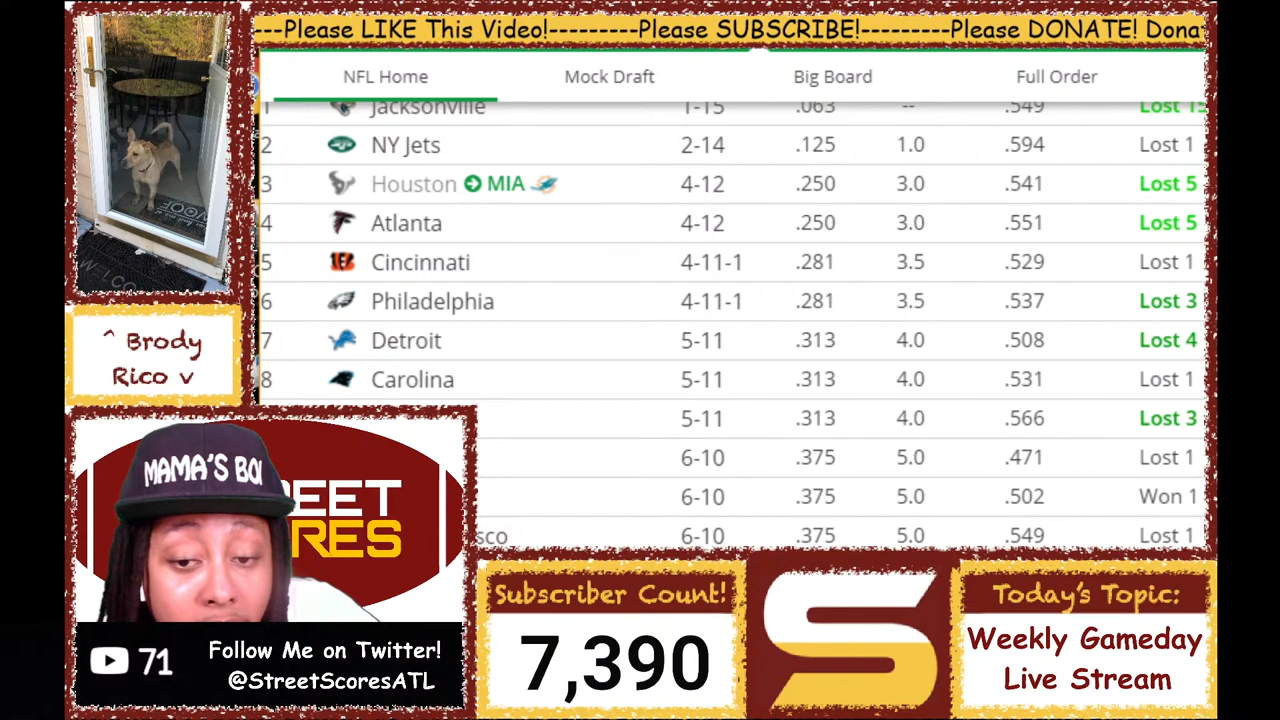 ---Please LIKE This Video!---------Please SUBSCRIBE!---------Please DONATE! Dona
NFL Home Mock Draft Big Board Full Order
1 Jacksonville 1-15 .063 -- .549 Lost 15
2 NY Jets 2-14 .125 1.0 .594 Lost 1
3 Houston MIA 4-12 .250 3.0 .541 Lost 5
4 Atlanta 4-12 .250 3.0 .551 Lost 5
5 Cincinnati 4-11-1 .281 3.5 .529 Lost 1
6 Philadelphia 4-11-1 .281 3.5 .537 Lost 3
7 Detroit 5-11 .313 4.0 .508 Lost 4
8 Carolina 5-11 .313 4.0 .531 Lost 1
5-11 .313 4.0 .566 Lost 3
6-10 .375 5.0 .471 Lost 1
6-10 .375 5.0 .502 Won 1
sco 6-10 .375 5.0 .549 Lost 1
WOOF
^ Brody
Rico v
MAMA'S BOI
EET
RES
71
Follow Me on Twitter!
@StreetScoresATL
Subscriber Count!
7,390
S
Today's Topic:
Weekly Gameday
Live Stream